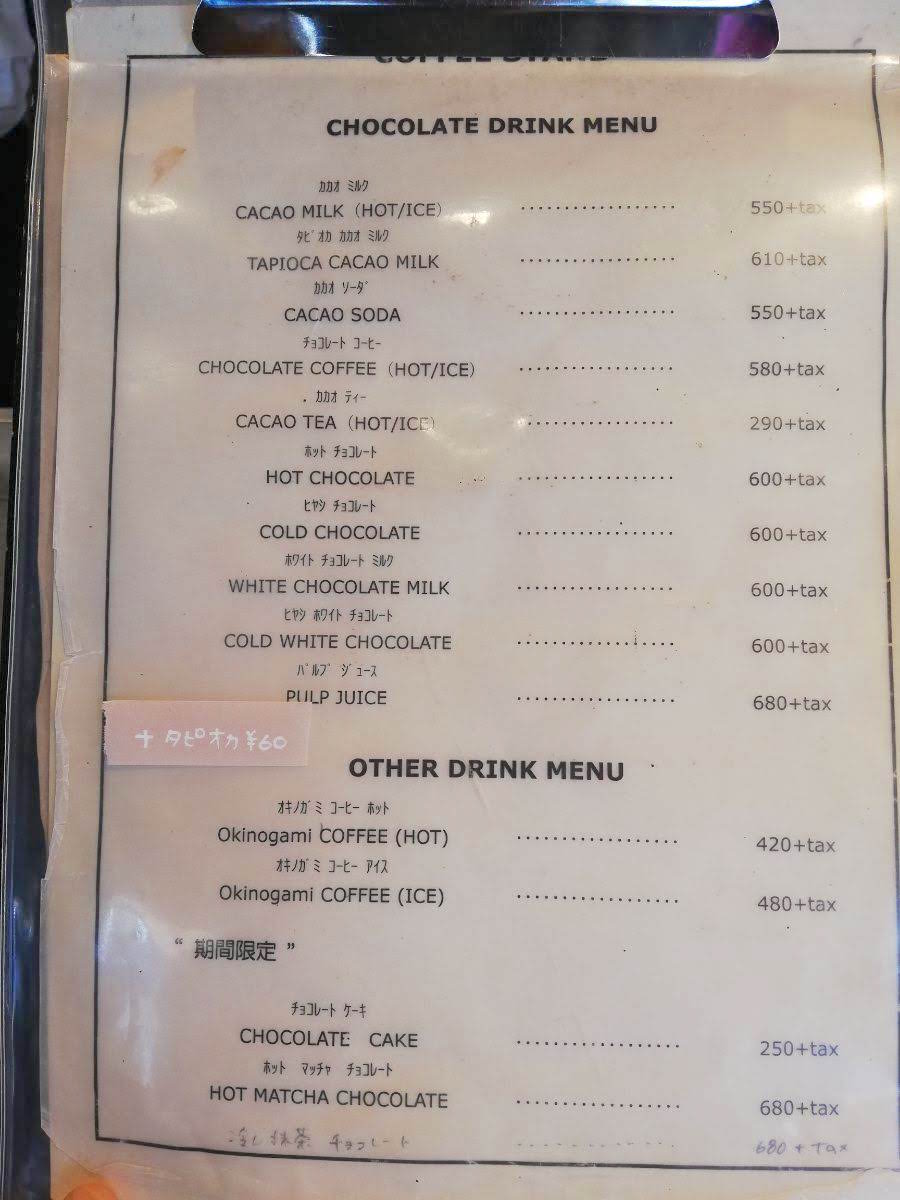 COFFEE STAND
CHOCOLATE DRINK MENU
ｶｶｵ ﾐﾙｸ
CACAO MILK（HOT/ICE） ·················· 550+tax
ﾀﾋﾟｵｶ ｶｶｵ ﾐﾙｸ
TAPIOCA CACAO MILK ·················· 610+tax
ｶｶｵ ｿｰﾀﾞ
CACAO SODA ·················· 550+tax
ﾁｮｺﾚｰﾄ ｺｰﾋｰ
CHOCOLATE COFFEE（HOT/ICE） ·················· 580+tax
ｶｶｵ ﾃｨｰ
CACAO TEA（HOT/ICE） ·················· 290+tax
ﾎｯﾄ ﾁｮｺﾚｰﾄ
HOT CHOCOLATE ·················· 600+tax
ﾋﾔｼ ﾁｮｺﾚｰﾄ
COLD CHOCOLATE ·················· 600+tax
ﾎﾜｲﾄ ﾁｮｺﾚｰﾄ ﾐﾙｸ
WHITE CHOCOLATE MILK ·················· 600+tax
ﾋﾔｼ ﾎﾜｲﾄ ﾁｮｺﾚｰﾄ
COLD WHITE CHOCOLATE ·················· 600+tax
ﾊﾟﾙﾌﾟ ｼﾞｭｰｽ
PULP JUICE ·················· 680+tax
+ タピオカ ¥60
OTHER DRINK MENU
ｵｷﾉｶﾞﾐ ｺｰﾋｰ ﾎｯﾄ
Okinogami COFFEE (HOT) ·················· 420+tax
ｵｷﾉｶﾞﾐ ｺｰﾋｰ ｱｲｽ
Okinogami COFFEE (ICE) ·················· 480+tax
“ 期間限定 ”
ﾁｮｺﾚｰﾄ ｹｰｷ
CHOCOLATE CAKE ·················· 250+tax
ﾎｯﾄ ﾏｯﾁｬ ﾁｮｺﾚｰﾄ
HOT MATCHA CHOCOLATE ·················· 680+tax
冷し抹茶 チョコレート ·················· 680+tax